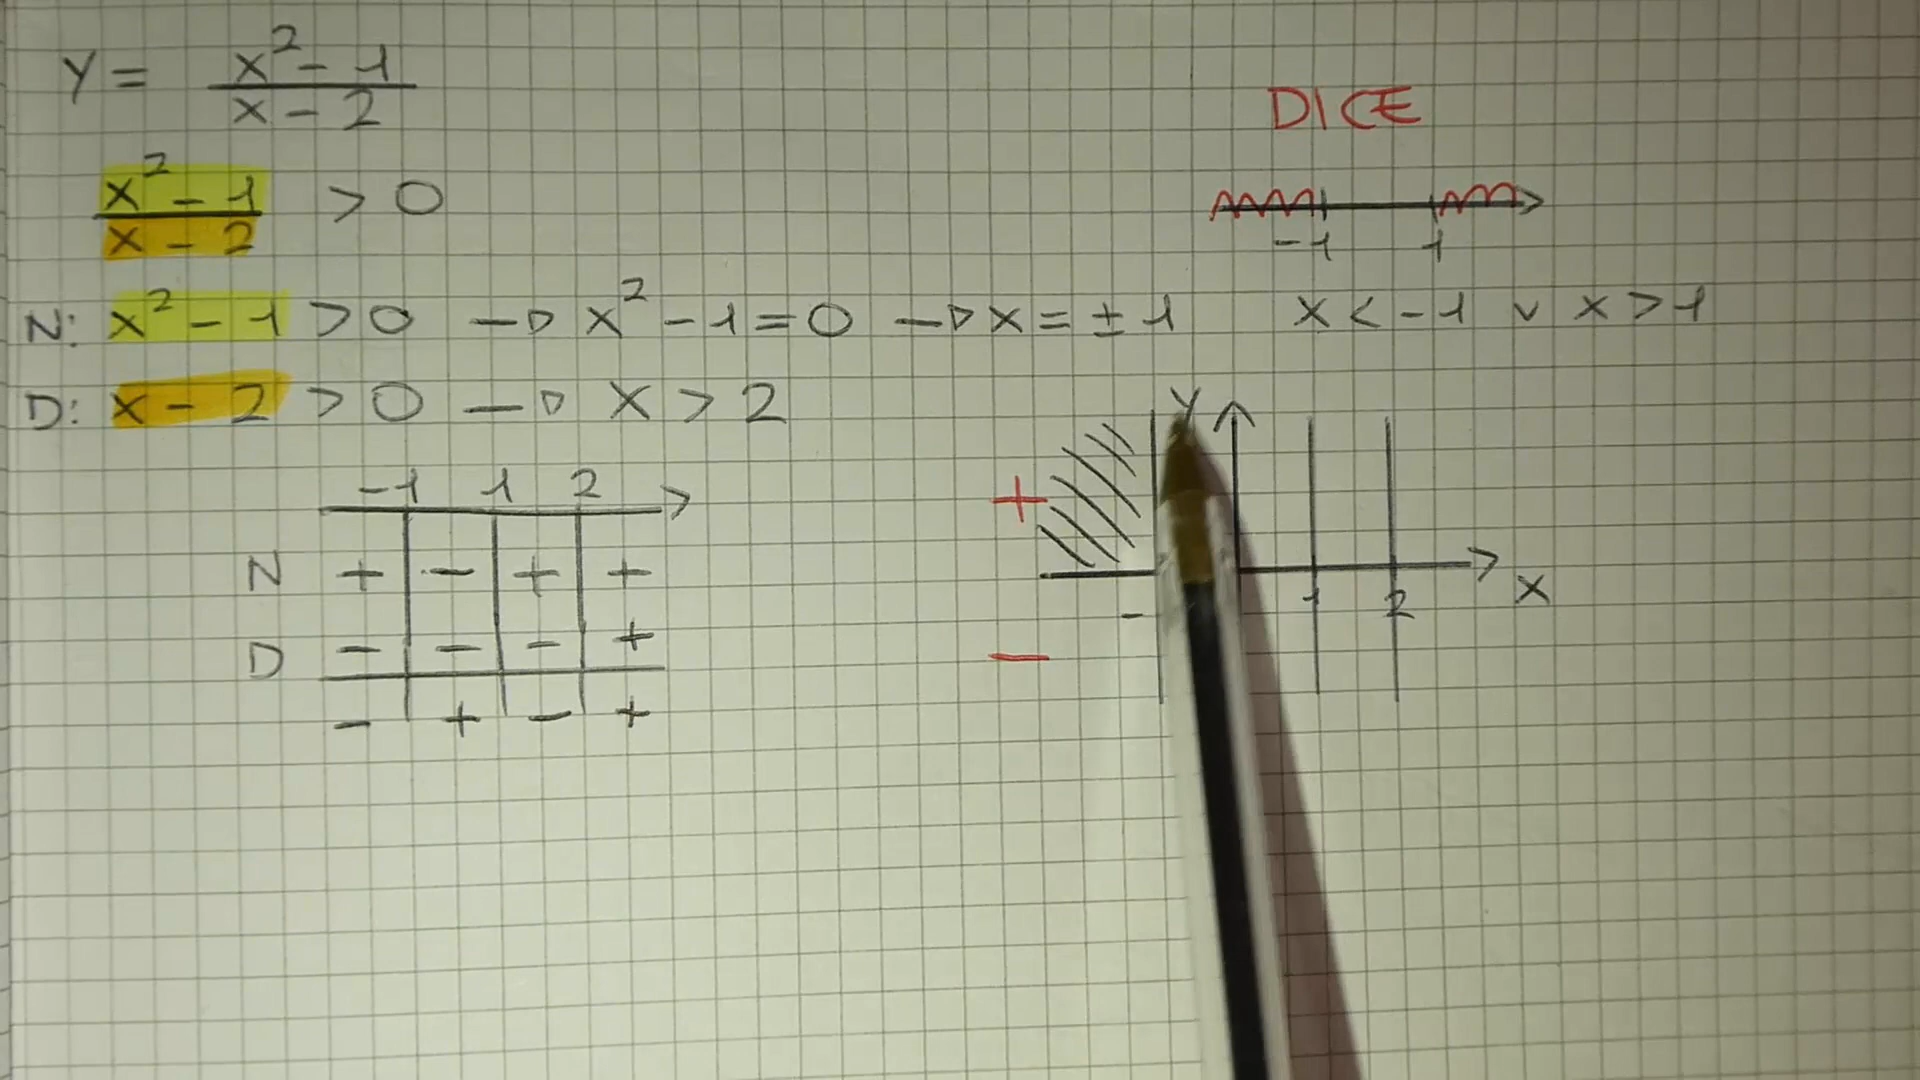 y = x² - 1 / x - 2
DICE
x² - 1 / x - 2 > 0
-1 1
N: x² - 1 > 0 → x² - 1 = 0 → x = ± 1 x < -1 ∨ x > 1
D: x - 2 > 0 → x > 2
-1 1 2
N + - + +
D - - - +
- + - +
y
+
- 1 2 x
-